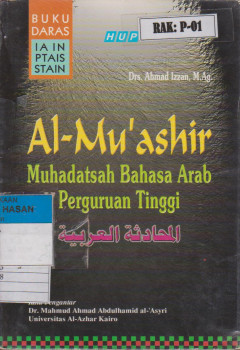 BUKU
DARAS
IAIN
PTAIS
STAIN
HUP
RAK: P-01
Drs. Ahmad Izzan, M.Ag.
Al-Mu'ashir
Muhadatsah Bahasa Arab
Perguruan Tinggi
المحادثة العربية
HASAN
Pengantar
Dr. Mahmud Ahmad Abdulhamid al-'Asyri
Universitas Al-Azhar Kairo